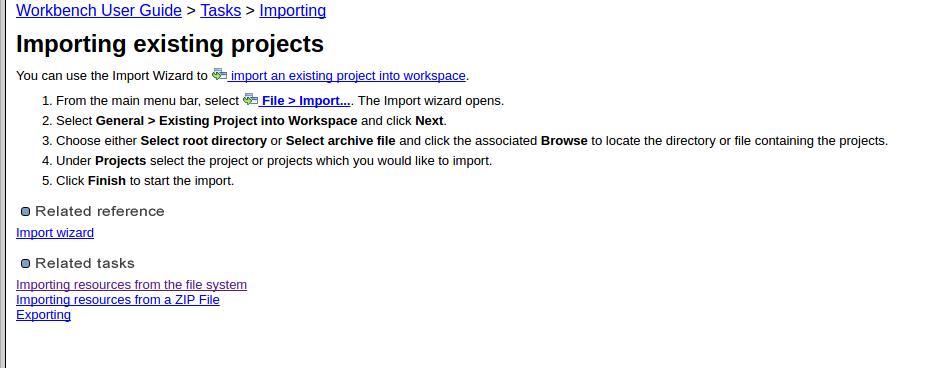 Workbench User Guide > Tasks > Importing
Importing existing projects
You can use the Import Wizard to import an existing project into workspace.
1. From the main menu bar, select File > Import.... The Import wizard opens.
2. Select General > Existing Project into Workspace and click Next.
3. Choose either Select root directory or Select archive file and click the associated Browse to locate the directory or file containing the projects.
4. Under Projects select the project or projects which you would like to import.
5. Click Finish to start the import.
Related reference
Import wizard
Related tasks
Importing resources from the file system
Importing resources from a ZIP File
Exporting